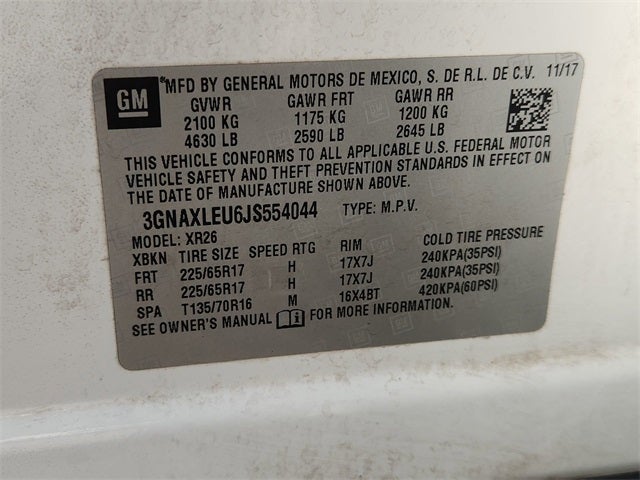 GM
*MFD BY GENERAL MOTORS DE MEXICO, S. DE R.L. DE C.V. 11/17
GVWR GAWR FRT GAWR RR
2100 KG 1175 KG 1200 KG
4630 LB 2590 LB 2645 LB
THIS VEHICLE CONFORMS TO ALL APPLICABLE U.S. FEDERAL MOTOR
VEHICLE SAFETY AND THEFT PREVENTION STANDARDS IN EFFECT ON
THE DATE OF MANUFACTURE SHOWN ABOVE.
3GNAXLEU6JS554044 TYPE: M.P.V.
MODEL: XR26
XBKN TIRE SIZE SPEED RTG RIM COLD TIRE PRESSURE
FRT 225/65R17 H 17X7J 240KPA(35PSI)
RR 225/65R17 H 17X7J 240KPA(35PSI)
SPA T135/70R16 M 16X4BT 420KPA(60PSI)
SEE OWNER'S MANUAL FOR MORE INFORMATION.